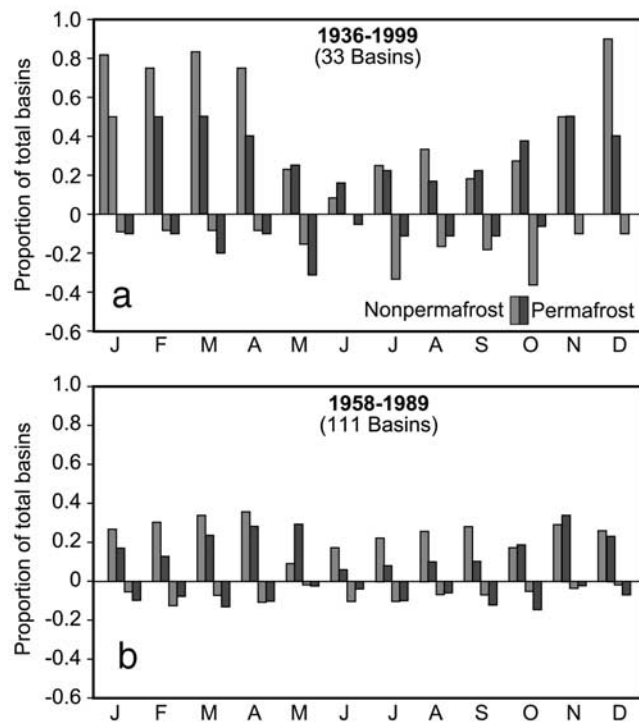 1.0
0.8
0.6
0.4
0.2
0
-0.2
-0.4
-0.6
Proportion of total basins
1936-1999
(33 Basins)
a
Nonpermafrost Permafrost
J F M A M J J A S O N D
1.0
0.8
0.6
0.4
0.2
0
-0.2
-0.4
-0.6
Proportion of total basins
1958-1989
(111 Basins)
b
J F M A M J J A S O N D